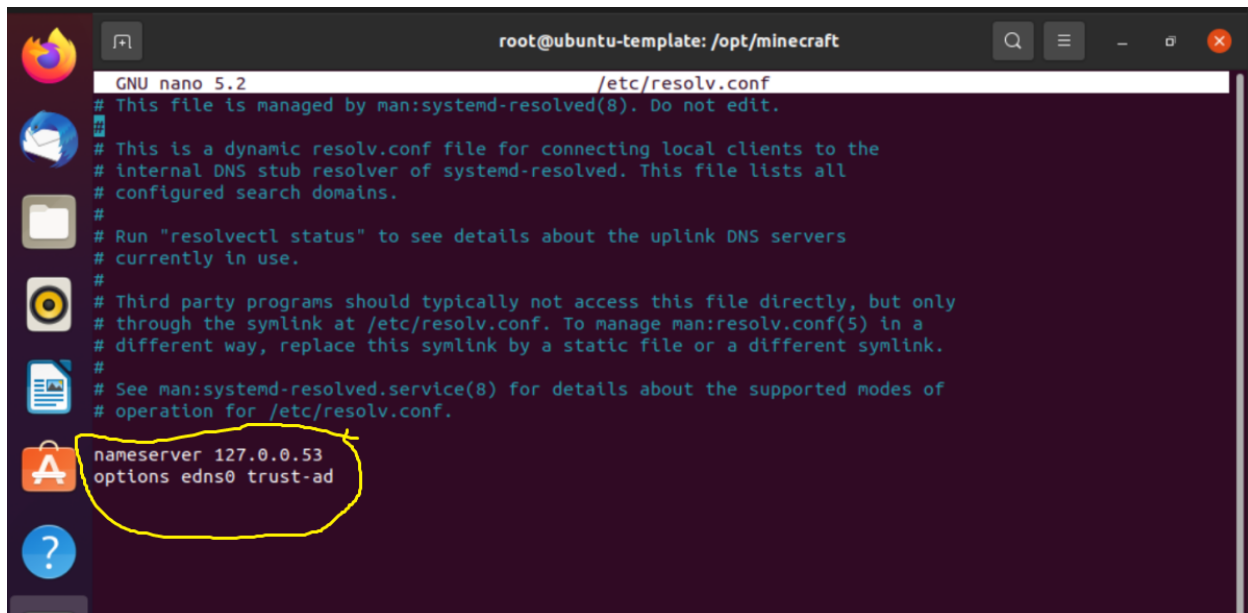 root@ubuntu-template: /opt/minecraft
GNU nano 5.2 /etc/resolv.conf
# This file is managed by man:systemd-resolved(8). Do not edit.
#
# This is a dynamic resolv.conf file for connecting local clients to the
# internal DNS stub resolver of systemd-resolved. This file lists all
# configured search domains.
#
# Run "resolvectl status" to see details about the uplink DNS servers
# currently in use.
#
# Third party programs should typically not access this file directly, but only
# through the symlink at /etc/resolv.conf. To manage man:resolv.conf(5) in a
# different way, replace this symlink by a static file or a different symlink.
#
# See man:systemd-resolved.service(8) for details about the supported modes of
# operation for /etc/resolv.conf.
nameserver 127.0.0.53
options edns0 trust-ad